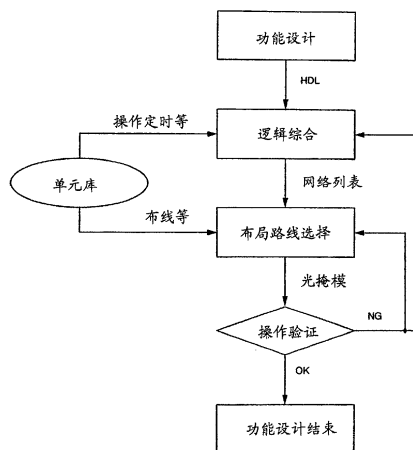 功能设计
HDL
操作定时等
逻辑综合
单元库
网络列表
布线等
布局路线选择
光掩模
操作验证
NG
OK
功能设计结束